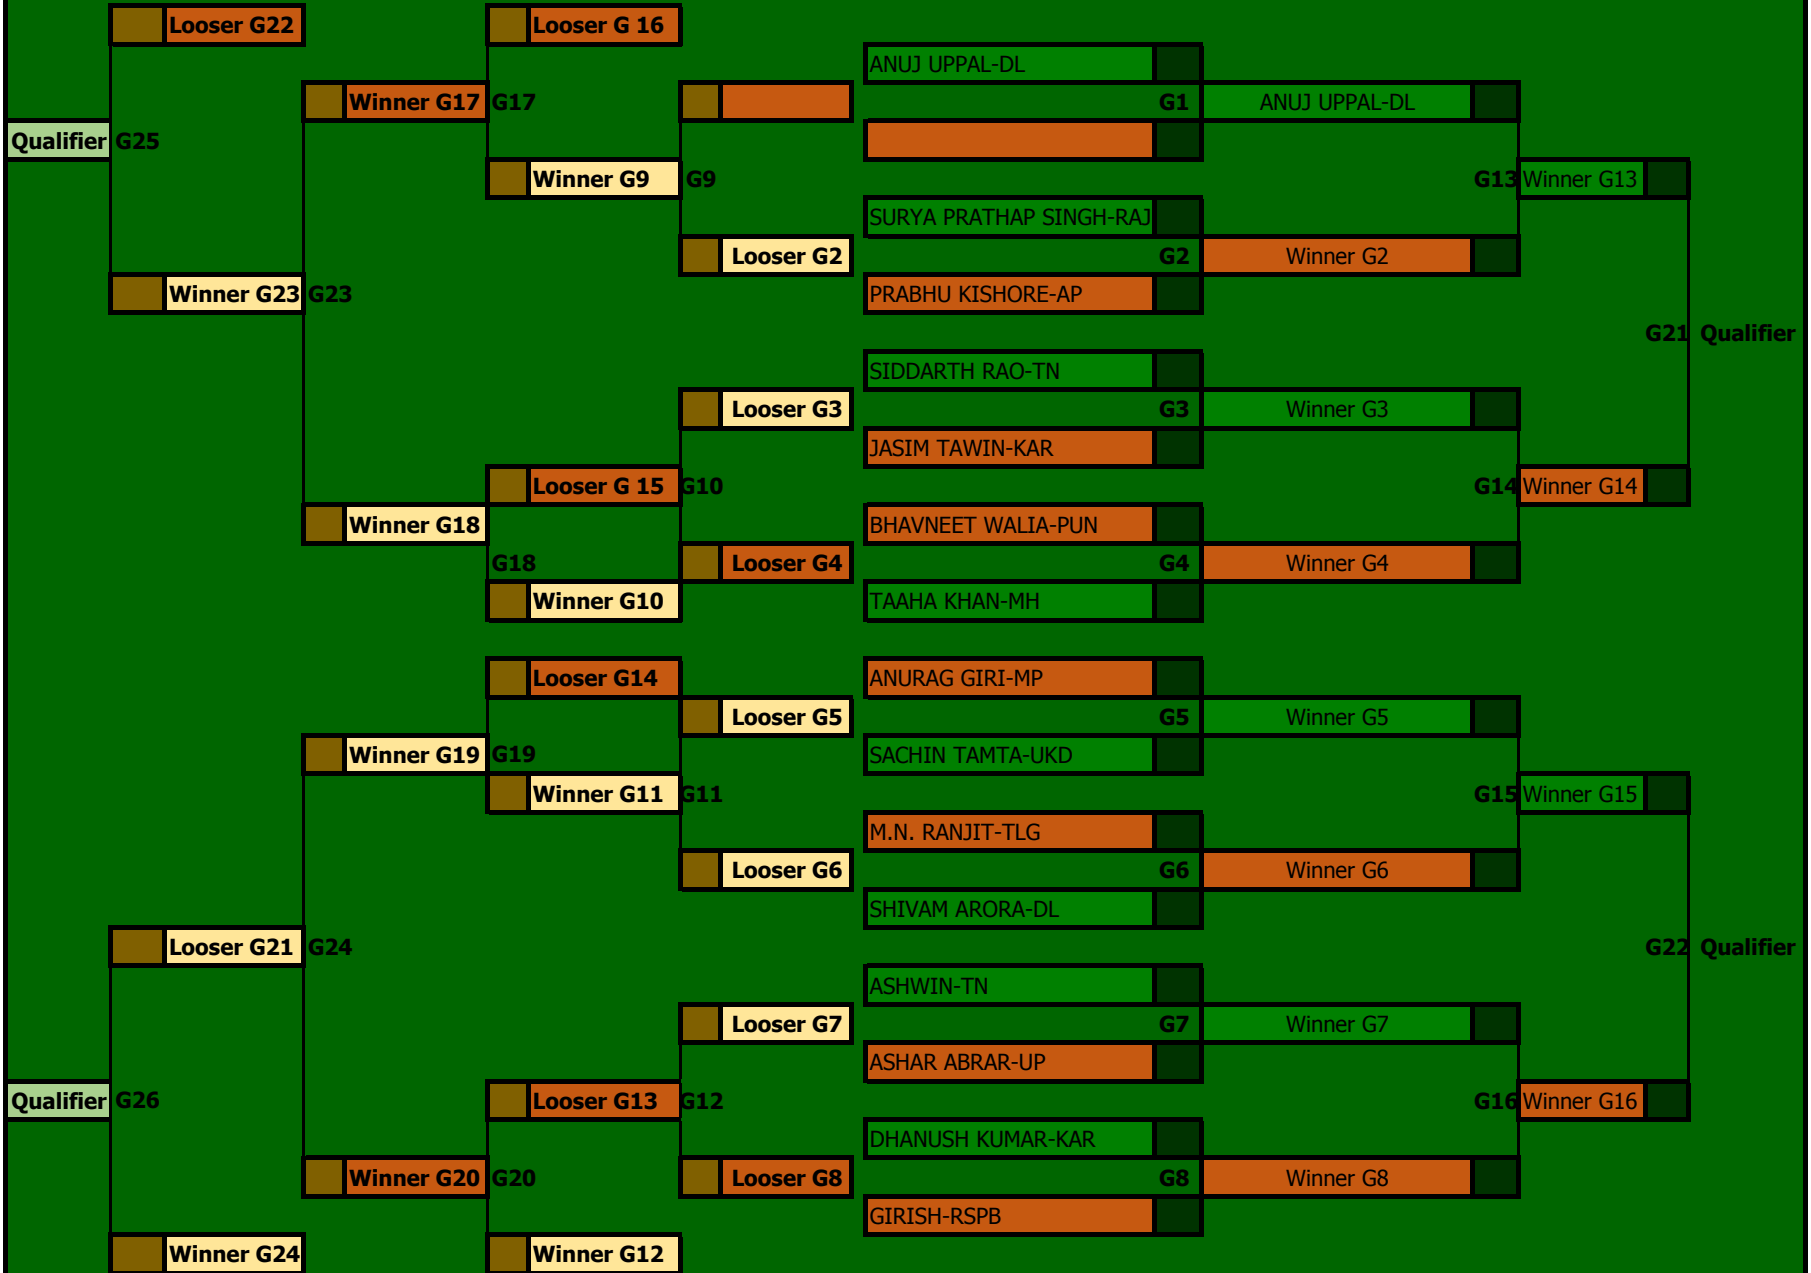 Looser G22
Looser G 16
ANUJ UPPAL-DL
Winner G17
G17
G1
ANUJ UPPAL-DL
Qualifier
G25
Winner G9
G9
G13
Winner G13
SURYA PRATHAP SINGH-RAJ
Looser G2
G2
Winner G2
Winner G23
G23
PRABHU KISHORE-AP
G21
Qualifier
SIDDARTH RAO-TN
Looser G3
G3
Winner G3
JASIM TAWIN-KAR
Looser G 15
G10
G14
Winner G14
Winner G18
BHAVNEET WALIA-PUN
G18
Looser G4
G4
Winner G4
Winner G10
TAAHA KHAN-MH
Looser G14
ANURAG GIRI-MP
Looser G5
G5
Winner G5
Winner G19
G19
SACHIN TAMTA-UKD
Winner G11
G11
G15
Winner G15
M.N. RANJIT-TLG
Looser G6
G6
Winner G6
SHIVAM ARORA-DL
Looser G21
G24
G22
Qualifier
ASHWIN-TN
Looser G7
G7
Winner G7
ASHAR ABRAR-UP
Qualifier
G26
Looser G13
G12
G16
Winner G16
DHANUSH KUMAR-KAR
Winner G20
G20
Looser G8
G8
Winner G8
GIRISH-RSPB
Winner G24
Winner G12